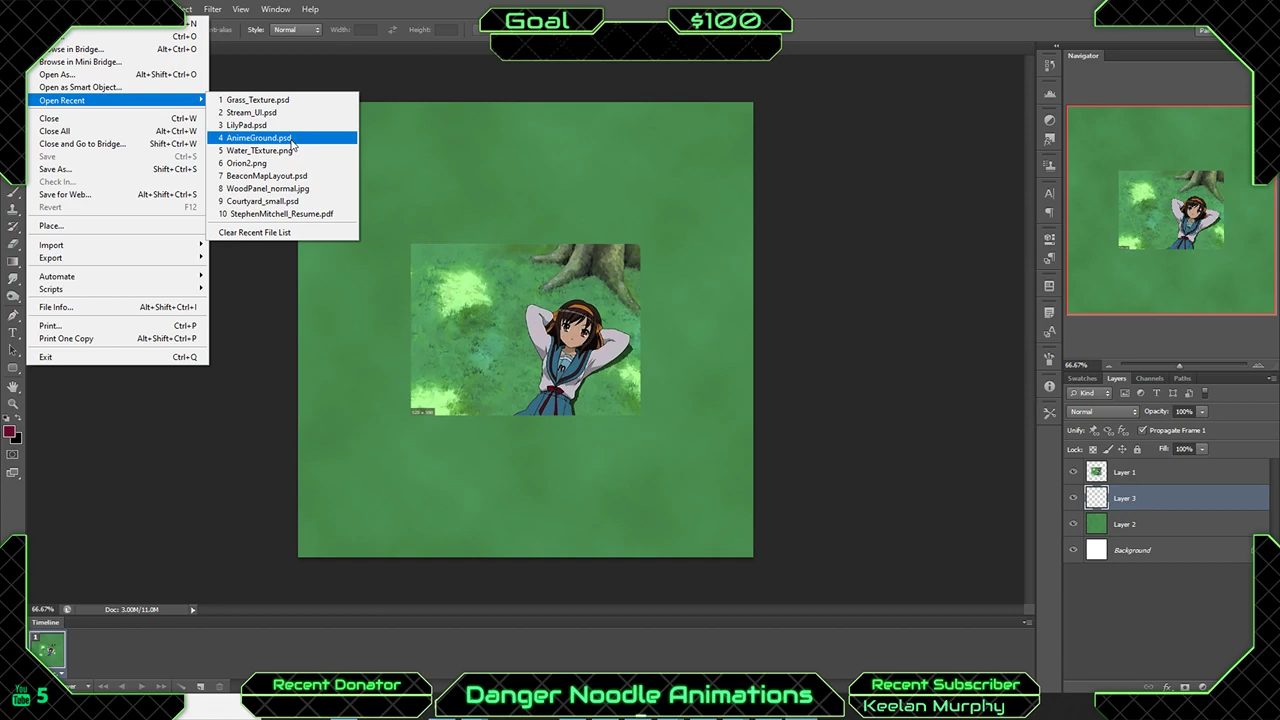 Goal $100
ct Filter View Window Help
nti-alias Style: Normal Width: Height:
N
Ctrl+O
Browse in Bridge... Alt+Ctrl+O
Browse in Mini Bridge...
Open As... Alt+Shift+Ctrl+O
Open as Smart Object...
Open Recent
Close Ctrl+W
Close All Alt+Ctrl+W
Close and Go to Bridge... Shift+Ctrl+W
Save Ctrl+S
Save As... Shift+Ctrl+S
Check In...
Save for Web... Alt+Shift+Ctrl+S
Revert F12
Place...
Import
Export
Automate
Scripts
File Info... Alt+Shift+Ctrl+I
Print... Ctrl+P
Print One Copy Alt+Shift+Ctrl+P
Exit Ctrl+Q
1 Grass_Texture.psd
2 Stream_UI.psd
3 LilyPad.psd
4 AnimeGround.psd
5 Water_TExture.png
6 Orion2.png
7 BeaconMapLayout.psd
8 WoodPanel_normal.jpg
9 Courtyard_small.psd
10 StephenMitchell_Resume.pdf
Clear Recent File List
Navigator
66.67%
Swatches Layers Channels Paths
Kind
Normal Opacity: 100%
Unify: Propagate Frame 1
Lock: Fill: 100%
Layer 1
Layer 3
Layer 2
Background
66.67% Doc: 3.00M/11.0M
Timeline
1
You Tube 5
Recent Donator
Danger Noodle Animations
Recent Subscriber
Keelan Murphy